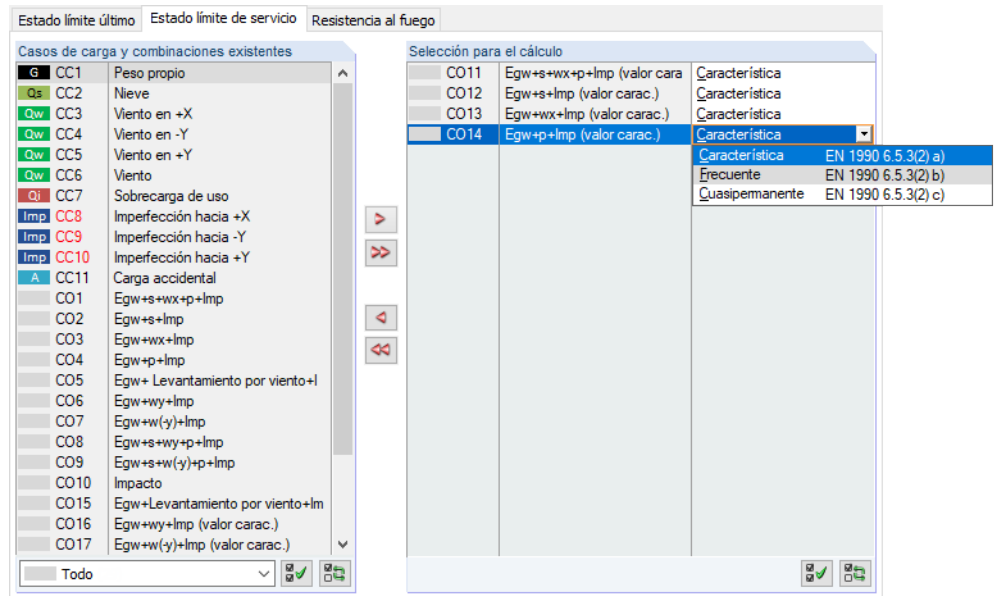 Estado límite último Estado límite de servicio Resistencia al fuego
Casos de carga y combinaciones existentes
G CC1 Peso propio
Qs CC2 Nieve
Qw CC3 Viento en +X
Qw CC4 Viento en -Y
Qw CC5 Viento en +Y
Qw CC6 Viento
Qi CC7 Sobrecarga de uso
Imp CC8 Imperfección hacia +X
Imp CC9 Imperfección hacia -Y
Imp CC10 Imperfección hacia +Y
A CC11 Carga accidental
CO1 Egw+s+wx+p+Imp
CO2 Egw+s+Imp
CO3 Egw+wx+Imp
CO4 Egw+p+Imp
CO5 Egw+ Levantamiento por viento+I
CO6 Egw+wy+Imp
CO7 Egw+w(-y)+Imp
CO8 Egw+s+wy+p+Imp
CO9 Egw+s+w(-y)+p+Imp
CO10 Impacto
CO15 Egw+Levantamiento por viento+Im
CO16 Egw+wy+Imp (valor carac.)
CO17 Egw+w(-y)+Imp (valor carac.)
Todo
Selección para el cálculo
CO11 Egw+s+wx+p+Imp (valor cara Característica
CO12 Egw+s+Imp (valor carac.) Característica
CO13 Egw+wx+Imp (valor carac.) Característica
CO14 Egw+p+Imp (valor carac.) Característica
Característica EN 1990 6.5.3(2) a)
Frecuente EN 1990 6.5.3(2) b)
Cuasipermanente EN 1990 6.5.3(2) c)